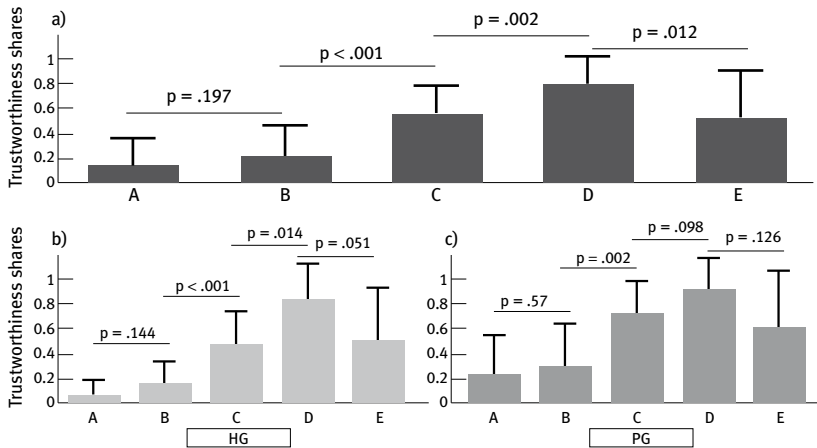 a)
Trustworthiness shares
1
0.8
0.6
0.4
0.2
0
p = .197
p < .001
p = .002
p = .012
A B C D E
b)
Trustworthiness shares
1
0.8
0.6
0.4
0.2
0
p = .144
p <.001
p = .014
p = .051
A B C D E
HG
c)
1
0.8
0.6
0.4
0.2
0
p = .57
p = .002
p = .098
p = .126
A B C D E
PG